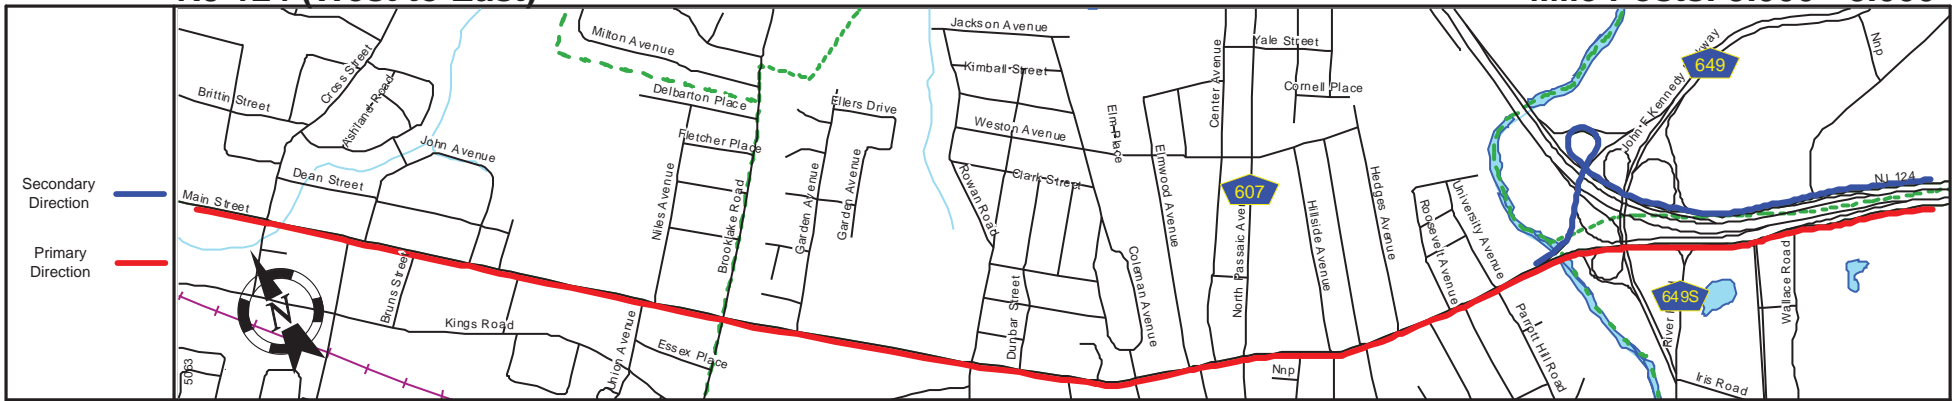 Jackson Avenue
Milton Avenue
Yale Street
Nnp
Kimball Street
649
Cross Street
Brittin Street
Ashland Road
Delbarton Place
Ellers Drive
Center Avenue
Cornell Place
John F Kennedy
kway
Fletcher Place
John Avenue
Weston Avenue
Elm Place
Elmwood Avenue
Dean Street
Clark Street
Rowan Road
607
Hedges Avenue
NJ 124
Secondary
Direction
Main Street
Niles Avenue
Brooklake Road
Garden Avenue
Garden Avenue
Hillside Avenue
Roosevelt Avenue
University Avenue
Primary
Direction
Bruns Street
N
Coleman Avenue
North Passaic Aven
649S
Wallace Road
River
Kings Road
Union Avenue
Essex Place
Dunbar Street
Nnp
Parrott Hill Road
Iris Road
5063